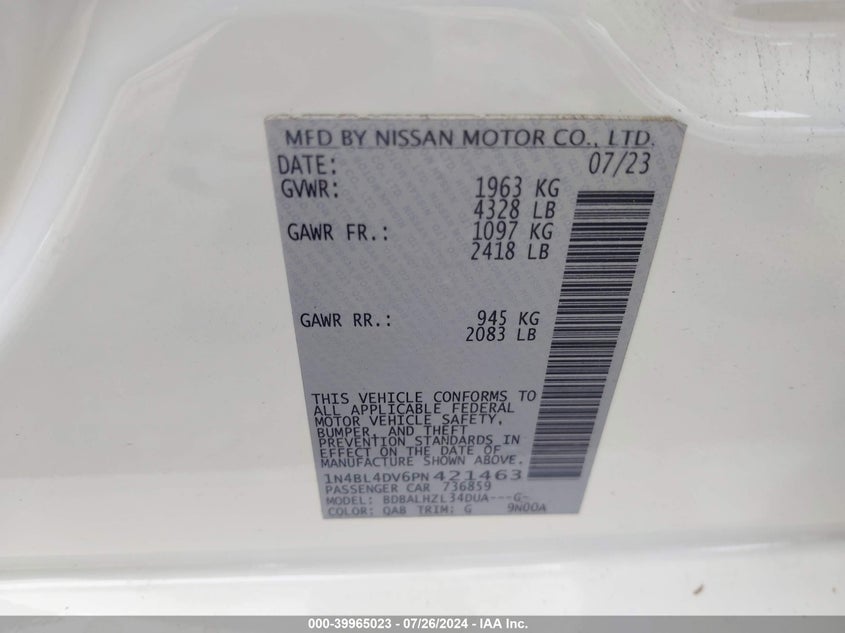 MFD BY NISSAN MOTOR CO., LTD.
DATE: 07/23
GVWR: 1963 KG
4328 LB
GAWR FR.: 1097 KG
2418 LB
GAWR RR.: 945 KG
2083 LB
THIS VEHICLE CONFORMS TO
ALL APPLICABLE FEDERAL
MOTOR VEHICLE SAFETY,
BUMPER, AND THEFT
PREVENTION STANDARDS IN
EFFECT ON THE DATE OF
MANUFACTURE SHOWN ABOVE.
1N4BL4DV6PN421463
PASSENGER CAR 736859
MODEL: BDBALHZL34DUA---G-
COLOR: QAB TRIM: G 9N00A
000-39965023 - 07/26/2024 - IAA Inc.